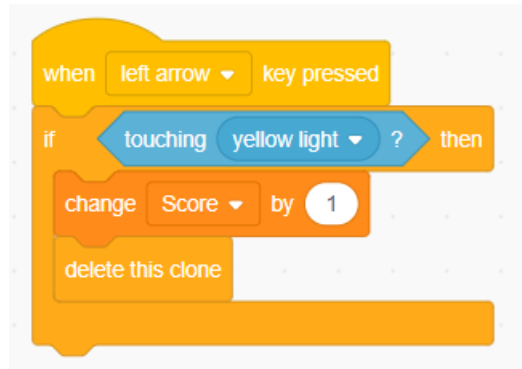 when left arrow key pressed
if touching yellow light ? then
change Score by 1
delete this clone